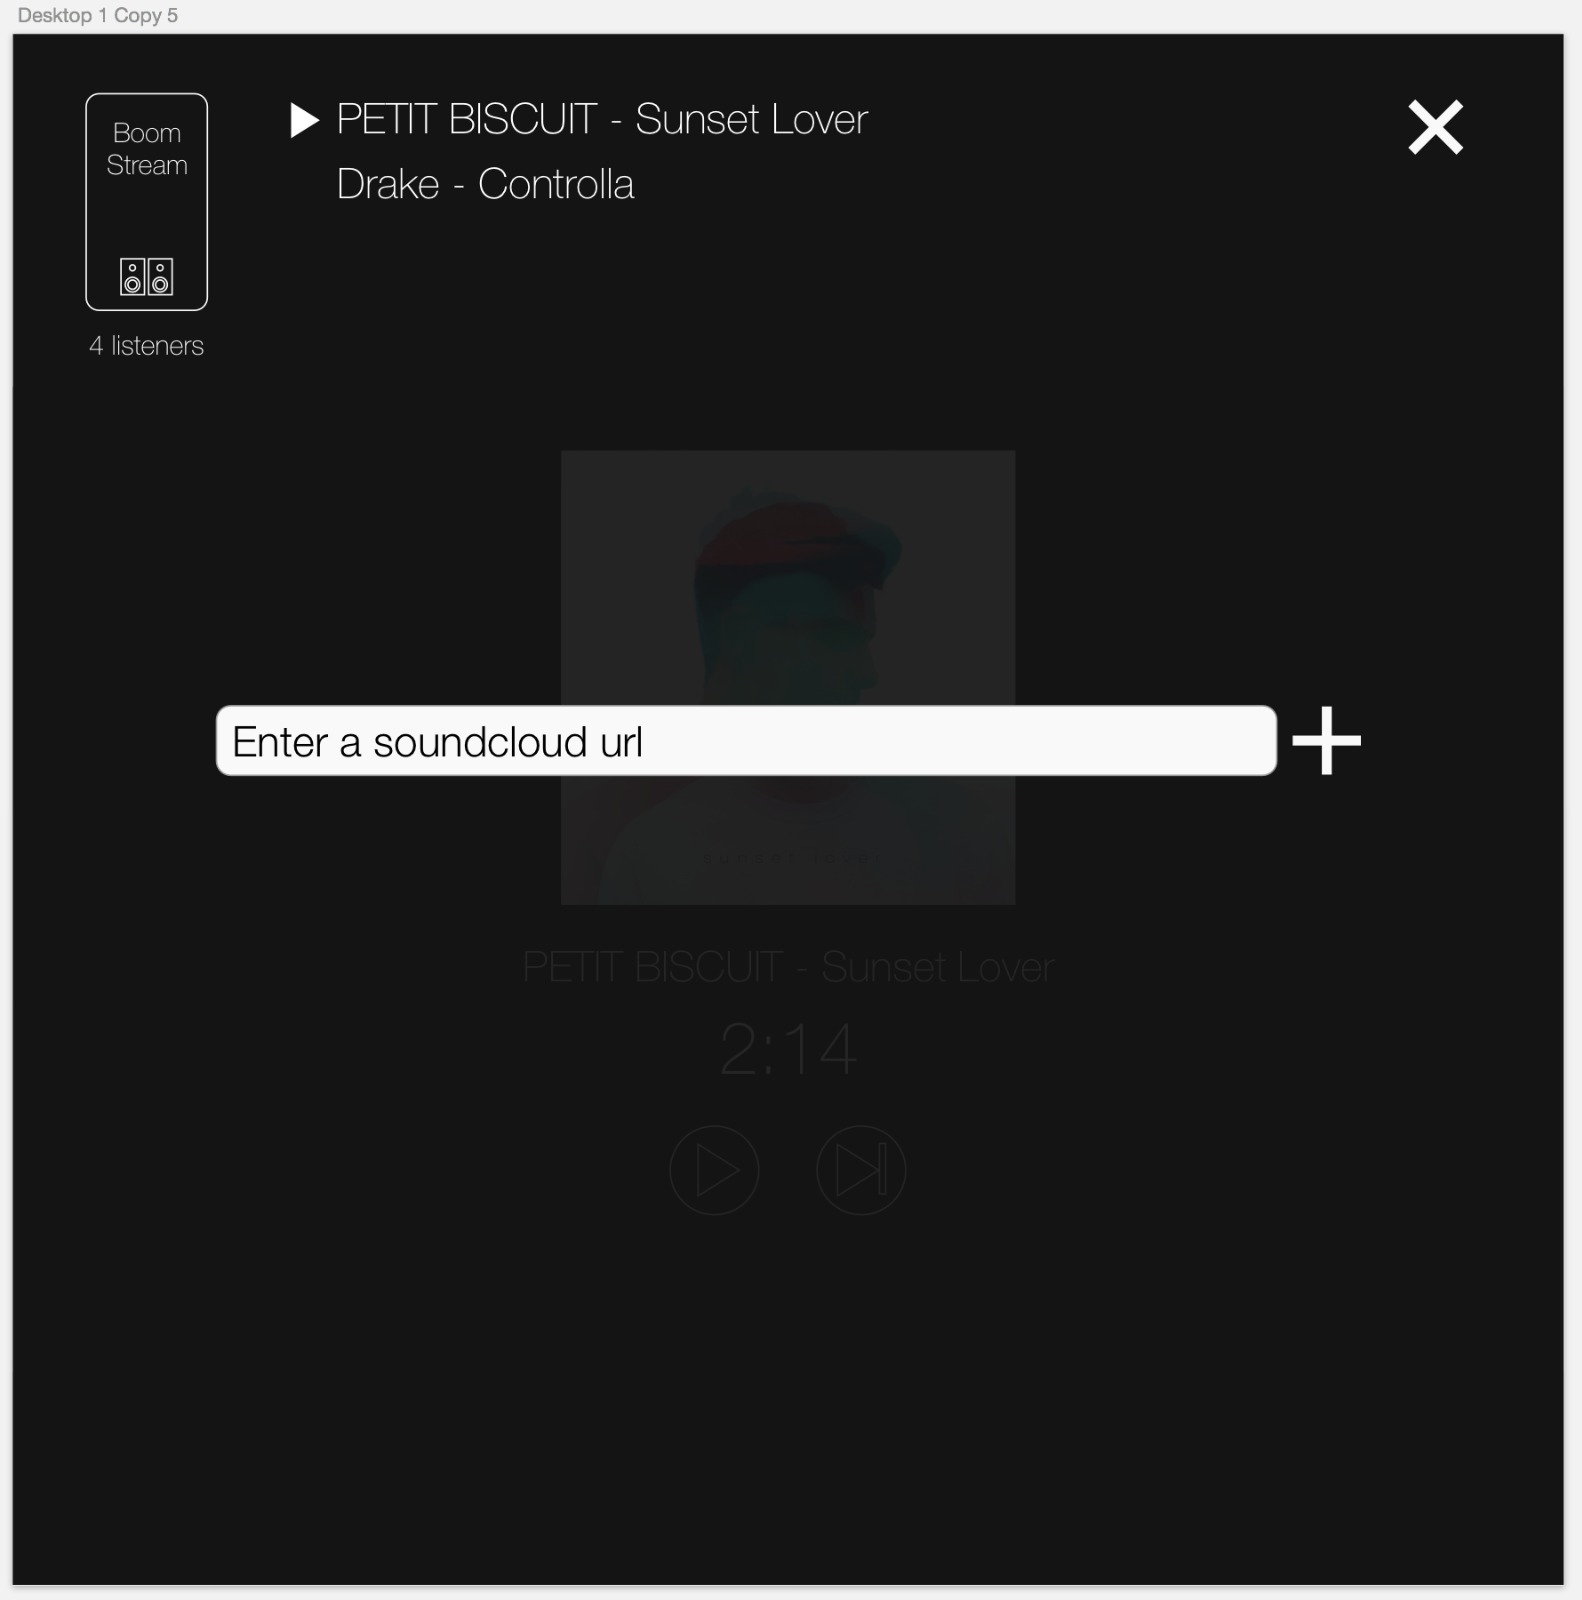 Desktop 1 Copy 5
Boom
Stream
4 listeners
PETIT BISCUIT - Sunset Lover
Drake - Controlla
Enter a soundcloud url
PETIT BISCUIT - Sunset Lover
2:14